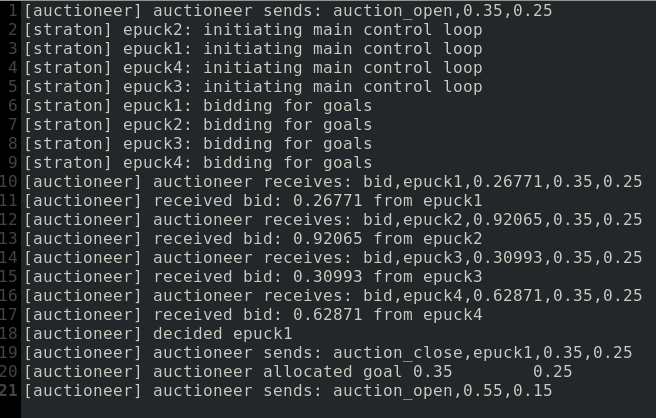 1 [auctioneer] auctioneer sends: auction_open,0.35,0.25
2 [straton] epuck2: initiating main control loop
3 [straton] epuck1: initiating main control loop
4 [straton] epuck4: initiating main control loop
5 [straton] epuck3: initiating main control loop
6 [straton] epuck1: bidding for goals
7 [straton] epuck2: bidding for goals
8 [straton] epuck3: bidding for goals
9 [straton] epuck4: bidding for goals
10 [auctioneer] auctioneer receives: bid,epuck1,0.26771,0.35,0.25
11 [auctioneer] received bid: 0.26771 from epuck1
12 [auctioneer] auctioneer receives: bid,epuck2,0.92065,0.35,0.25
13 [auctioneer] received bid: 0.92065 from epuck2
14 [auctioneer] auctioneer receives: bid,epuck3,0.30993,0.35,0.25
15 [auctioneer] received bid: 0.30993 from epuck3
16 [auctioneer] auctioneer receives: bid,epuck4,0.62871,0.35,0.25
17 [auctioneer] received bid: 0.62871 from epuck4
18 [auctioneer] decided epuck1
19 [auctioneer] auctioneer sends: auction_close,epuck1,0.35,0.25
20 [auctioneer] auctioneer allocated goal 0.35        0.25
21 [auctioneer] auctioneer sends: auction_open,0.55,0.15